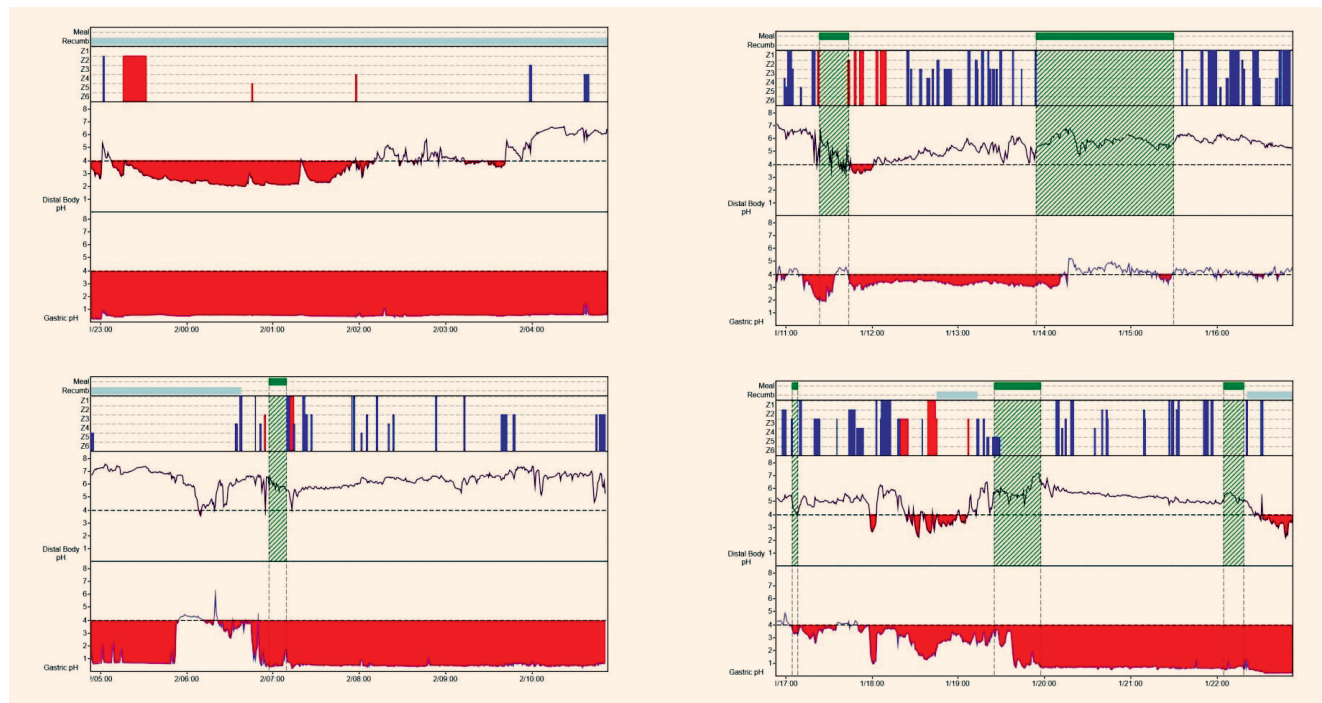 Meal
Recumb
Z1
Z2
Z3
Z4
Z5
Z6
8
7
6
5
4
3
2
1
Distal Body
pH
8
7
6
5
4
3
2
1
Gastric pH
1/23:00 2/00:00 2/01:00 2/02:00 2/03:00 2/04:00
Meal
Recumb
Z1
Z2
Z3
Z4
Z5
Z6
8
7
6
5
4
3
2
1
Distal Body
pH
8
7
6
5
4
3
2
1
Gastric pH
1/11:00 1/12:00 1/13:00 1/14:00 1/15:00 1/16:00
Meal
Recumb
Z1
Z2
Z3
Z4
Z5
Z6
8
7
6
5
4
3
2
1
Distal Body
pH
8
7
6
5
4
3
2
1
Gastric pH
2/05:00 2/06:00 2/07:00 2/08:00 2/09:00 2/10:00
Meal
Recumb
Z1
Z2
Z3
Z4
Z5
Z6
8
7
6
5
4
3
2
1
Distal Body
pH
8
7
6
5
4
3
2
1
Gastric pH
1/17:00 1/18:00 1/19:00 1/20:00 1/21:00 1/22:00